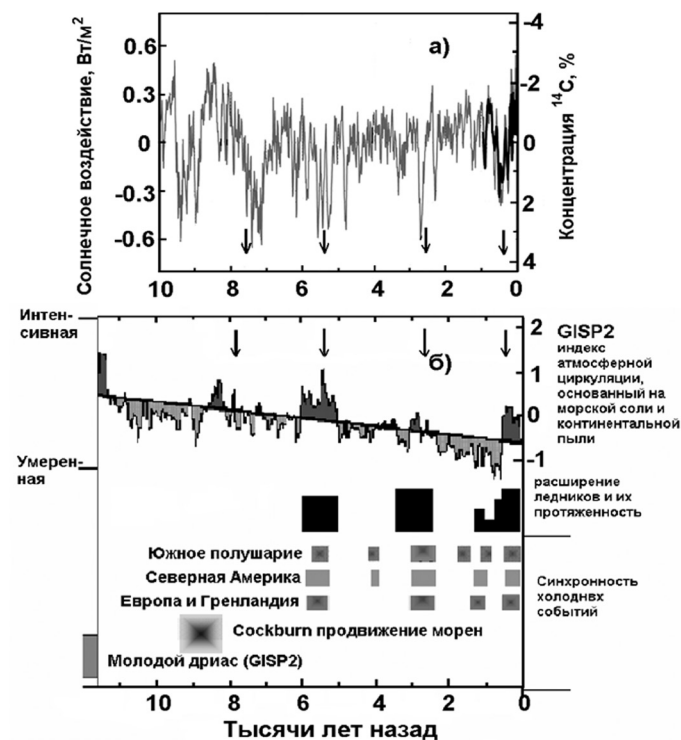 Солнечное воздействие, Вт/м²
0.6
0.3
0
-0.3
-0.6
а)
-4
-2
0
2
4
Концентрация ¹⁴C, %
10 8 6 4 2 0
Интен-
сивная
Умерен-
ная
б)
2
1
0
-1
GISP2
индекс
атмосферной
циркуляции,
основанный на
морской соли и
континентальной
пыли
расширение
ледников и их
протяженность
Южное полушарие
Северная Америка
Европа и Гренландия
Синхронность
холоднвх
событий
Cockburn продвижение морен
Молодой дриас (GISP2)
10 8 6 4 2 0
Тысячи лет назад